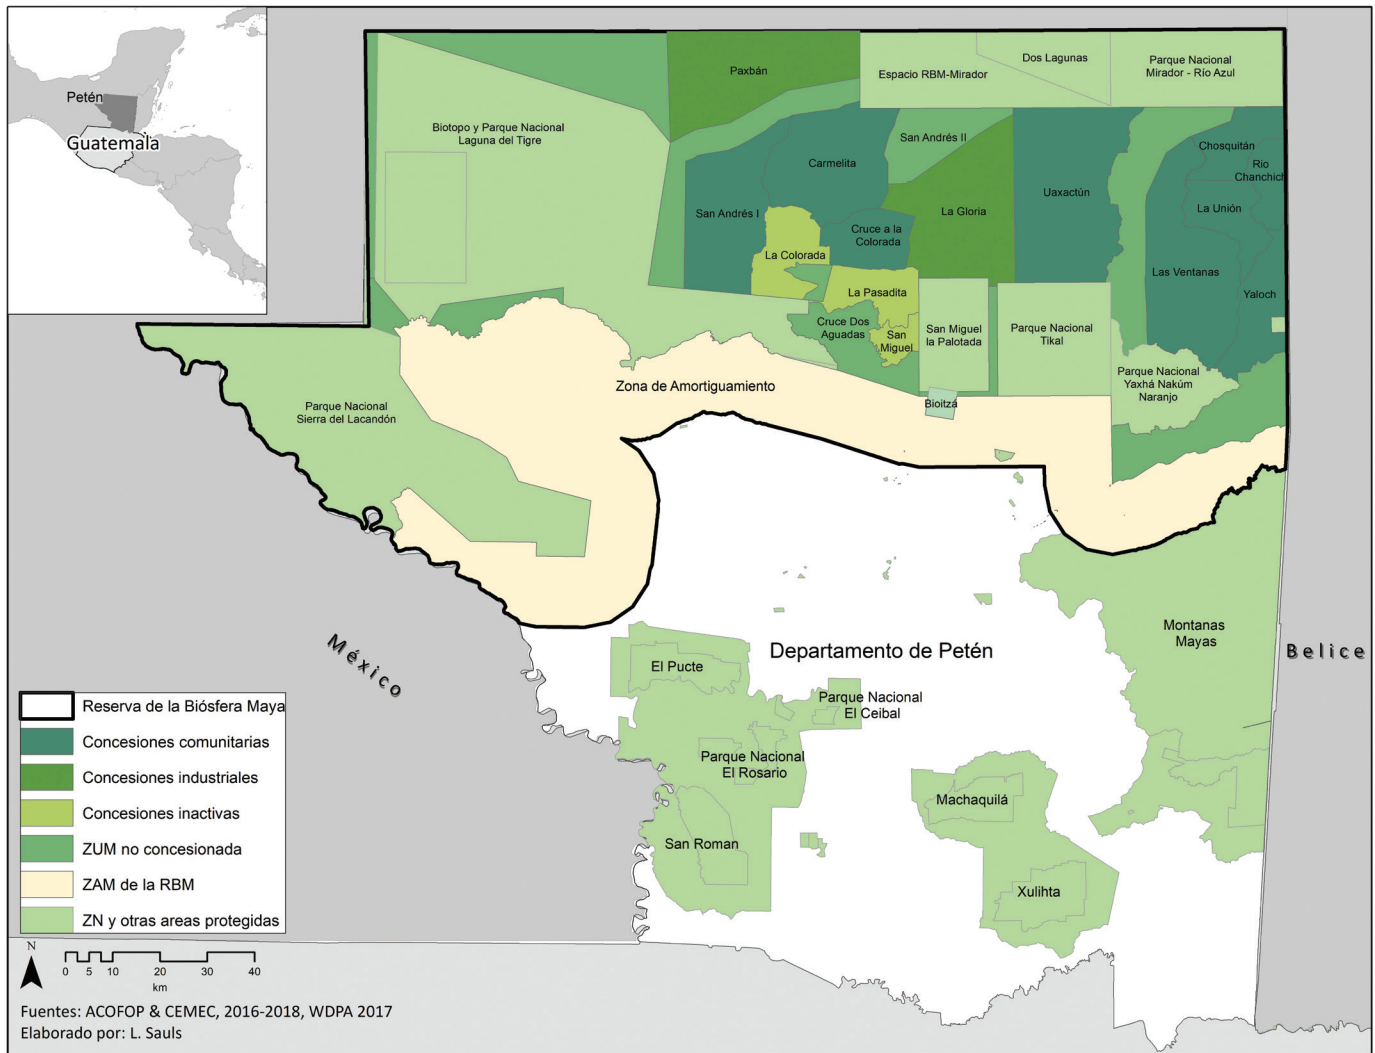 Petén
Guatemala
Paxbán
Espacio RBM-Mirador
Dos Lagunas
Parque Nacional
Mirador - Río Azul
Biotopo y Parque Nacional
Laguna del Tigre
San Andrés II
Carmelita
Chosquitán
Rio
Chanchich
Uaxactún
San Andrés I
La Gloria
La Unión
Cruce a la
Colorada
La Colorada
Las Ventanas
La Pasadita
Yaloch
Cruce Dos
Aguadas
San
Miguel
San Miguel
la Palotada
Parque Nacional
Tikal
Parque Nacional
Yaxhá Nakúm
Naranjo
Zona de Amortiguamiento
Bioitzá
Parque Nacional
Sierra del Lacandón
México
Departamento de Petén
Montanas
Mayas
Belice
El Pucte
Parque Nacional
El Ceibal
Parque Nacional
El Rosario
Machaquilá
San Roman
Xulihta
Reserva de la Biósfera Maya
Concesiones comunitarias
Concesiones industriales
Concesiones inactivas
ZUM no concesionada
ZAM de la RBM
ZN y otras areas protegidas
N
0 5 10 20 30 40
km
Fuentes: ACOFOP & CEMEC, 2016-2018, WDPA 2017
Elaborado por: L. Sauls